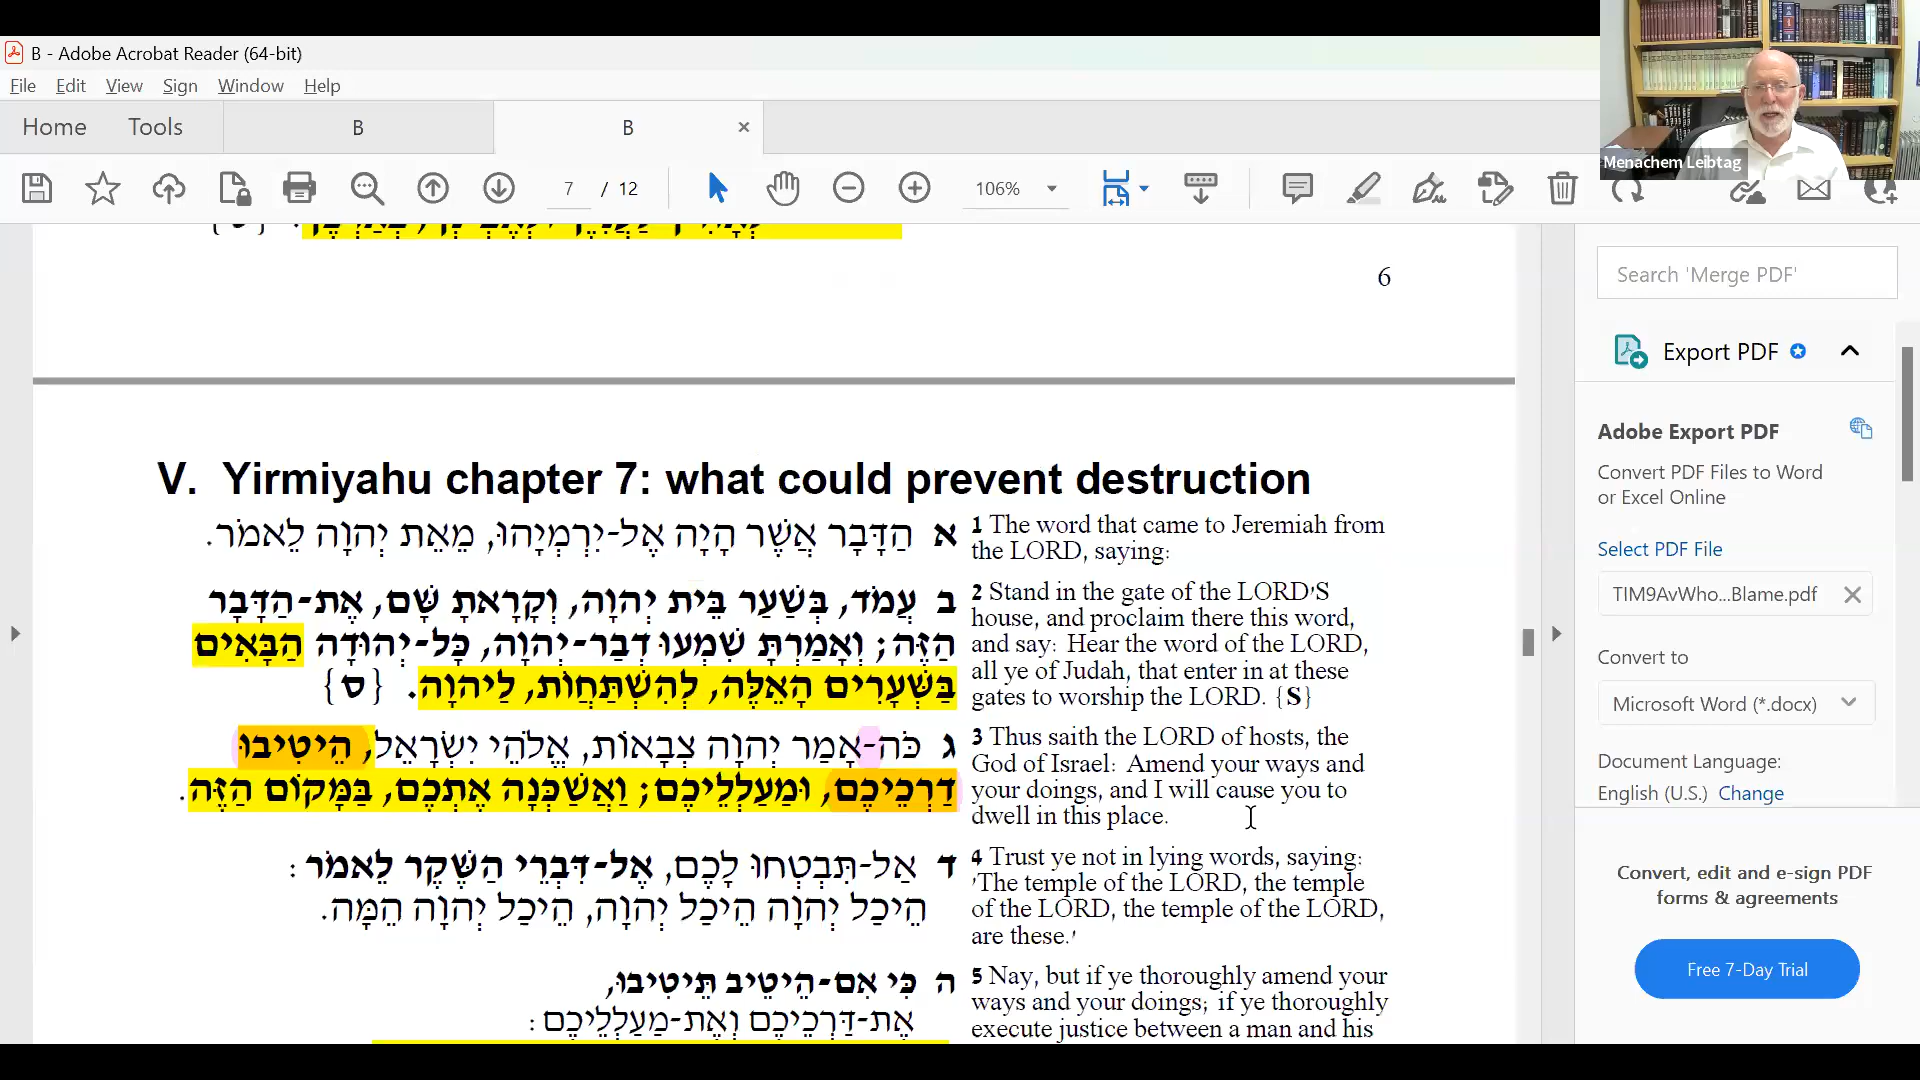 B - Adobe Acrobat Reader (64-bit)
File Edit View Sign Window Help
Home Tools B B ×
7 / 12 106%
Menachem Leibtag
6
V. Yirmiyahu chapter 7: what could prevent destruction
א הַדָּבָר אֲשֶׁר הָיָה אֶל-יִרְמְיָהוּ, מֵאֵת יְהוָה לֵאמֹר.
1 The word that came to Jeremiah from
the LORD, saying:
ב עֲמֹד, בְּשַׁעַר בֵּית יְהוָה, וְקָרָאתָ שָּׁם, אֶת-הַדָּבָר
הַזֶּה; וְאָמַרְתָּ שִׁמְעוּ דְבַר-יְהוָה, כָּל-יְהוּדָה הַבָּאִים
בַּשְּׁעָרִים הָאֵלֶּה, לְהִשְׁתַּחֲוֺת, לַיהוָה. {ס}
2 Stand in the gate of the LORD'S
house, and proclaim there this word,
and say: Hear the word of the LORD,
all ye of Judah, that enter in at these
gates to worship the LORD. {S}
ג כֹּה-אָמַר יְהוָה צְבָאוֹת, אֱלֹהֵי יִשְׂרָאֵל, הֵיטִיבוּ
דַרְכֵיכֶם, וּמַעַלְלֵיכֶם; וַאֲשַׁכְּנָה אֶתְכֶם, בַּמָּקוֹם הַזֶּה.
3 Thus saith the LORD of hosts, the
God of Israel: Amend your ways and
your doings, and I will cause you to
dwell in this place.
ד אַל-תִּבְטְחוּ לָכֶם, אֶל-דִּבְרֵי הַשֶּׁקֶר לֵאמֹר:
הֵיכַל יְהוָה הֵיכַל יְהוָה, הֵיכַל יְהוָה הֵמָּה.
4 Trust ye not in lying words, saying:
'The temple of the LORD, the temple
of the LORD, the temple of the LORD,
are these.'
ה כִּי אִם-הֵיטֵיב תֵּיטִיבוּ,
אֶת-דַּרְכֵיכֶם וְאֶת-מַעַלְלֵיכֶם:
5 Nay, but if ye thoroughly amend your
ways and your doings; if ye thoroughly
execute justice between a man and his
Search 'Merge PDF'
Export PDF
Adobe Export PDF
Convert PDF Files to Word
or Excel Online
Select PDF File
TIM9AvWho...Blame.pdf
Convert to
Microsoft Word (*.docx)
Document Language:
English (U.S.) Change
Convert, edit and e-sign PDF
forms & agreements
Free 7-Day Trial